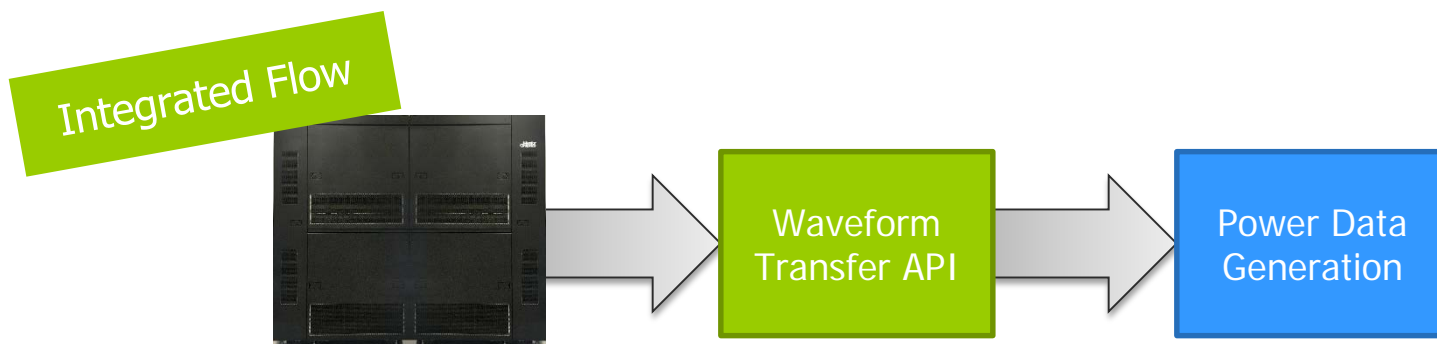 Integrated Flow
Waveform
Transfer API
Power Data
Generation